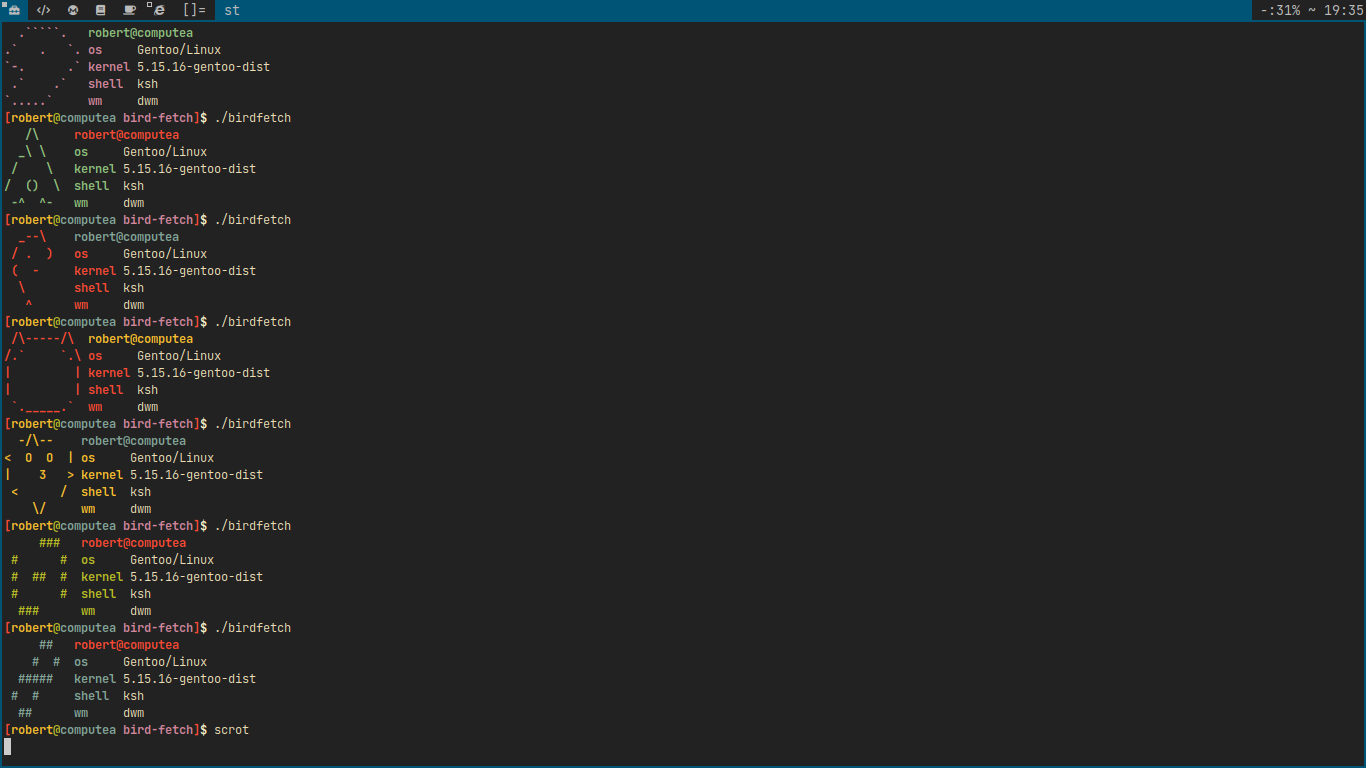 </> []= st -:31% ~ 19:35
  .`````.   robert@computea
.`   .   `. os     Gentoo/Linux
`-.      .` kernel 5.15.16-gentoo-dist
 .`    .`   shell  ksh
`.....`     wm     dwm
[robert@computea bird-fetch]$ ./birdfetch
   /\     robert@computea
  _\ \    os     Gentoo/Linux
 /    \   kernel 5.15.16-gentoo-dist
/  ()  \  shell  ksh
 -^  ^-   wm     dwm
[robert@computea bird-fetch]$ ./birdfetch
  _--\    robert@computea
 / .  )   os     Gentoo/Linux
 (  -     kernel 5.15.16-gentoo-dist
  \       shell  ksh
   ^      wm     dwm
[robert@computea bird-fetch]$ ./birdfetch
 /\-----/\  robert@computea
/.`     `.\ os     Gentoo/Linux
|         | kernel 5.15.16-gentoo-dist
|         | shell  ksh
 `._____.`  wm     dwm
[robert@computea bird-fetch]$ ./birdfetch
  -/\--    robert@computea
<  O O  | os     Gentoo/Linux
|    3   > kernel 5.15.16-gentoo-dist
 <      /  shell  ksh
    \/     wm     dwm
[robert@computea bird-fetch]$ ./birdfetch
     ###   robert@computea
 #      #  os     Gentoo/Linux
 #  ##  #  kernel 5.15.16-gentoo-dist
 #      #  shell  ksh
  ###      wm     dwm
[robert@computea bird-fetch]$ ./birdfetch
     ##   robert@computea
    #  #  os     Gentoo/Linux
  #####   kernel 5.15.16-gentoo-dist
 #  #     shell  ksh
  ##      wm     dwm
[robert@computea bird-fetch]$ scrot